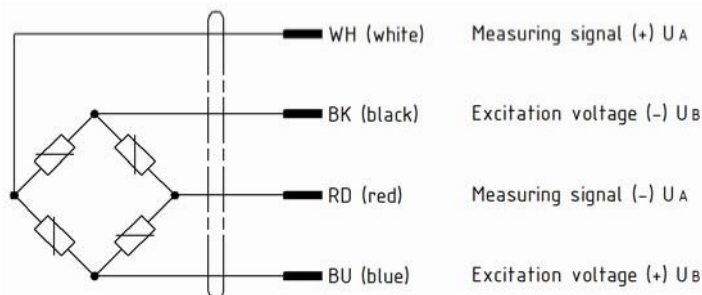 WH (white) Measuring signal (+) UA
BK (black) Excitation voltage (-) UB
RD (red) Measuring signal (-) UA
BU (blue) Excitation voltage (+) UB